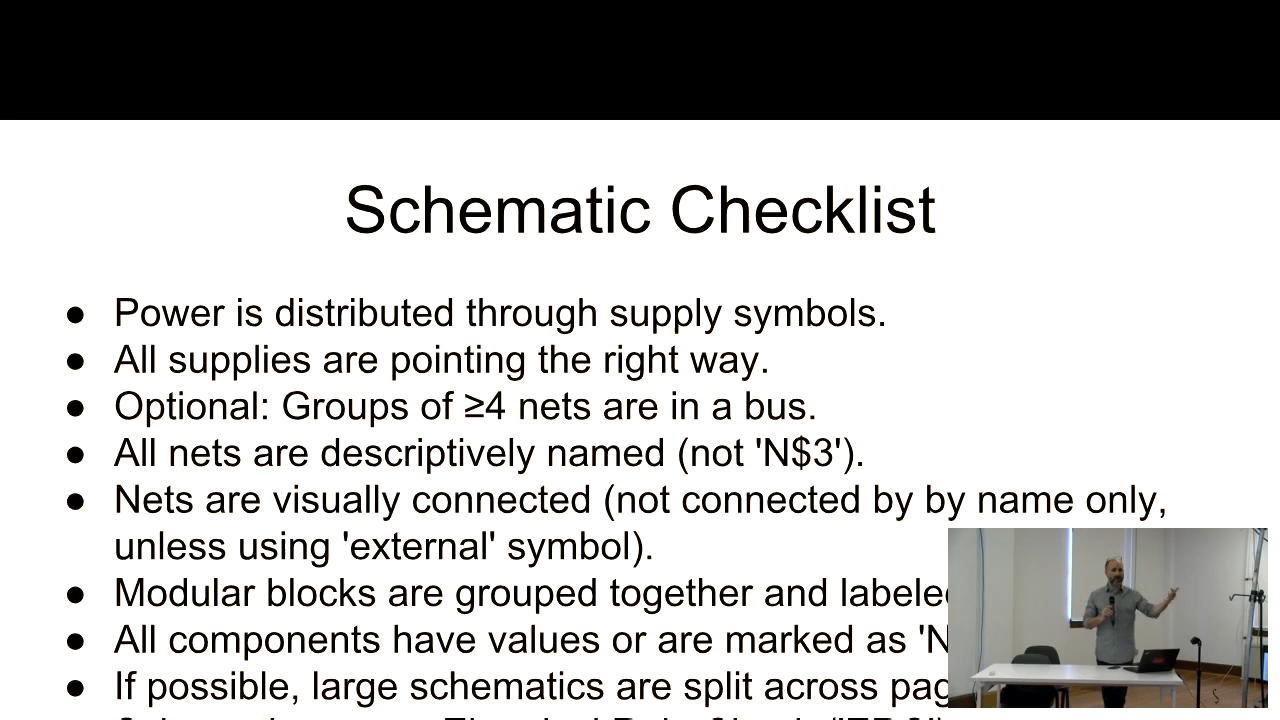 Schematic Checklist
● Power is distributed through supply symbols.
● All supplies are pointing the right way.
● Optional: Groups of ≥4 nets are in a bus.
● All nets are descriptively named (not 'N$3').
● Nets are visually connected (not connected by by name only,
unless using 'external' symbol).
● Modular blocks are grouped together and
● All components have values or are marked as
● If possible, large schematics are split across